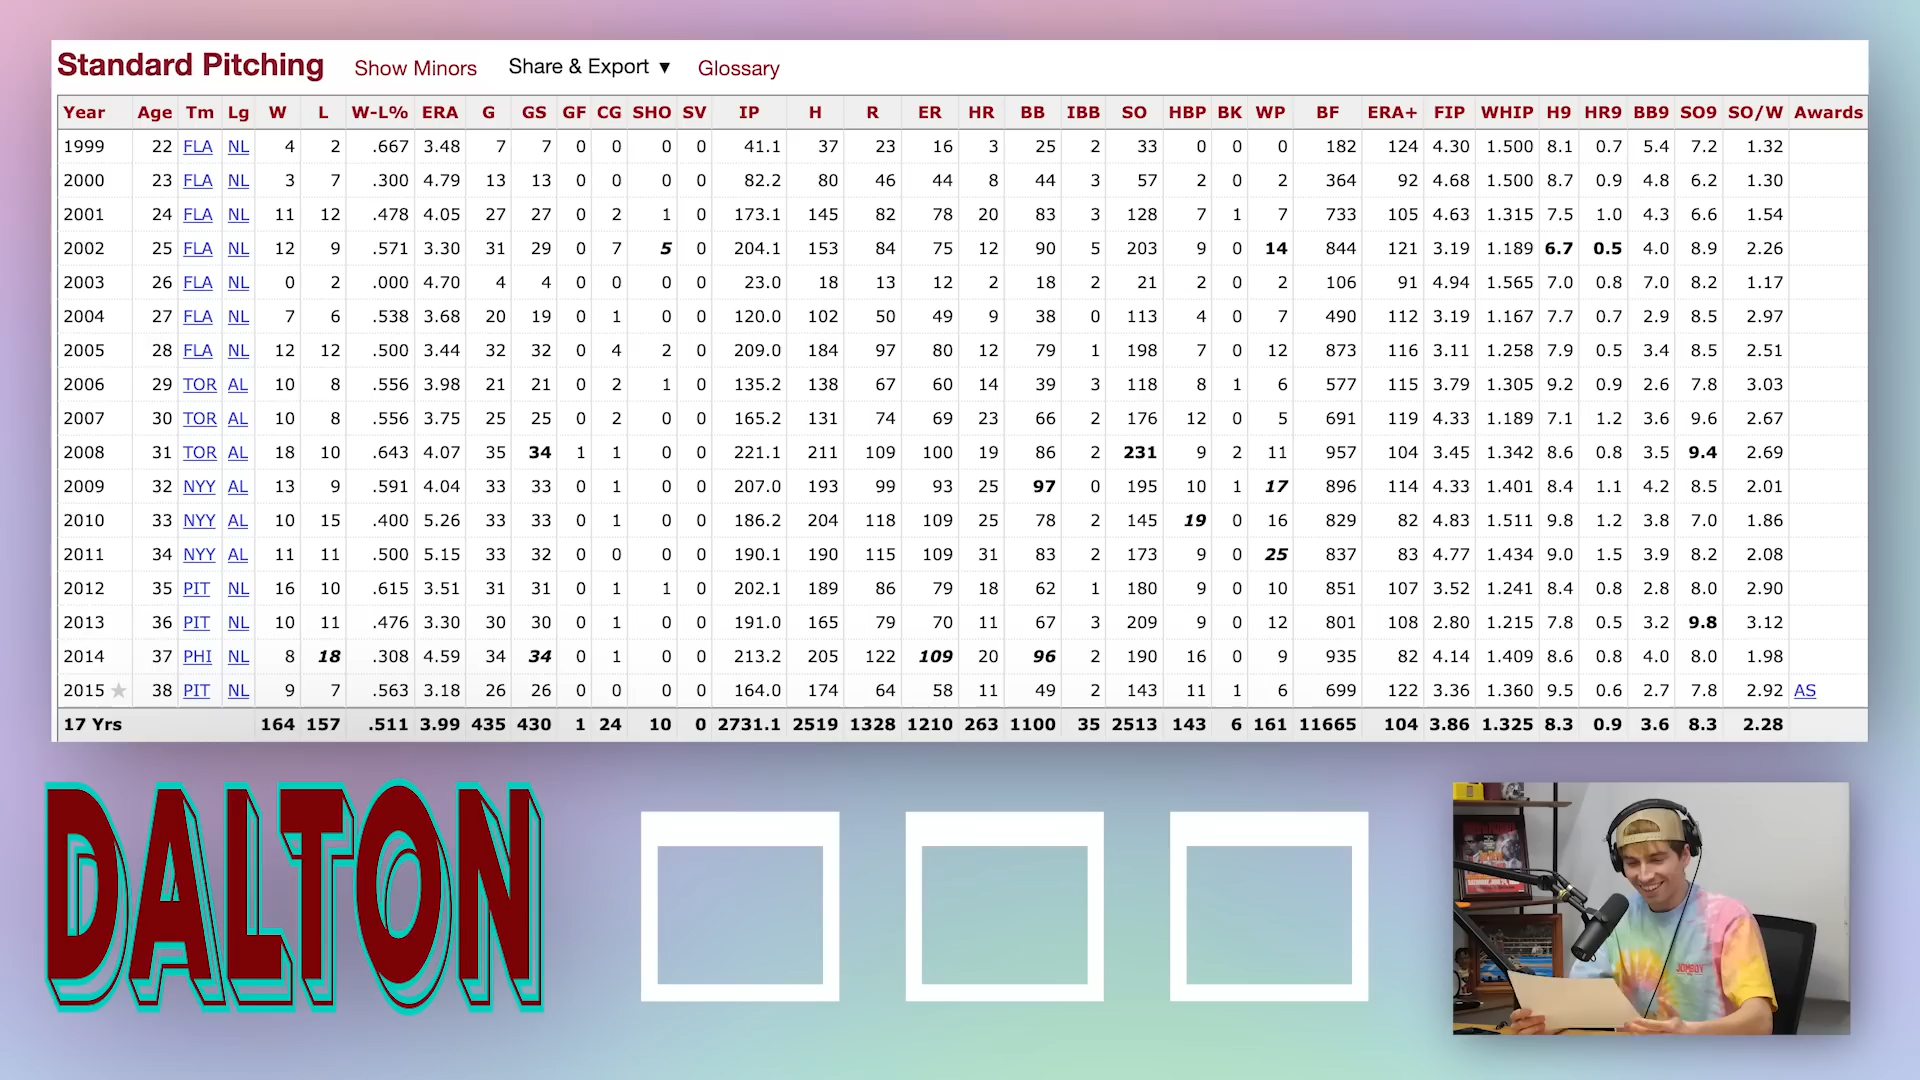 Standard Pitching Show Minors Share & Export ▼ Glossary
Year Age Tm Lg W L W-L% ERA G GS GF CG SHO SV IP H R ER HR BB IBB SO HBP BK WP BF ERA+ FIP WHIP H9 HR9 BB9 SO9 SO/W Awards
1999 22 FLA NL 4 2 .667 3.48 7 7 0 0 0 0 41.1 37 23 16 3 25 2 33 0 0 0 182 124 4.30 1.500 8.1 0.7 5.4 7.2 1.32
2000 23 FLA NL 3 7 .300 4.79 13 13 0 0 0 0 82.2 80 46 44 8 44 3 57 2 0 2 364 92 4.68 1.500 8.7 0.9 4.8 6.2 1.30
2001 24 FLA NL 11 12 .478 4.05 27 27 0 2 1 0 173.1 145 82 78 20 83 3 128 7 1 7 733 105 4.63 1.315 7.5 1.0 4.3 6.6 1.54
2002 25 FLA NL 12 9 .571 3.30 31 29 0 7 5 0 204.1 153 84 75 12 90 5 203 9 0 14 844 121 3.19 1.189 6.7 0.5 4.0 8.9 2.26
2003 26 FLA NL 0 2 .000 4.70 4 4 0 0 0 0 23.0 18 13 12 2 18 2 21 2 0 2 106 91 4.94 1.565 7.0 0.8 7.0 8.2 1.17
2004 27 FLA NL 7 6 .538 3.68 20 19 0 1 0 0 120.0 102 50 49 9 38 0 113 4 0 7 490 112 3.19 1.167 7.7 0.7 2.9 8.5 2.97
2005 28 FLA NL 12 12 .500 3.44 32 32 0 4 2 0 209.0 184 97 80 12 79 1 198 7 0 12 873 116 3.11 1.258 7.9 0.5 3.4 8.5 2.51
2006 29 TOR AL 10 8 .556 3.98 21 21 0 2 1 0 135.2 138 67 60 14 39 3 118 8 1 6 577 115 3.79 1.305 9.2 0.9 2.6 7.8 3.03
2007 30 TOR AL 10 8 .556 3.75 25 25 0 2 0 0 165.2 131 74 69 23 66 2 176 12 0 5 691 119 4.33 1.189 7.1 1.2 3.6 9.6 2.67
2008 31 TOR AL 18 10 .643 4.07 35 34 1 1 0 0 221.1 211 109 100 19 86 2 231 9 2 11 957 104 3.45 1.342 8.6 0.8 3.5 9.4 2.69
2009 32 NYY AL 13 9 .591 4.04 33 33 0 1 0 0 207.0 193 99 93 25 97 0 195 10 1 17 896 114 4.33 1.401 8.4 1.1 4.2 8.5 2.01
2010 33 NYY AL 10 15 .400 5.26 33 33 0 1 0 0 186.2 204 118 109 25 78 2 145 19 0 16 829 82 4.83 1.511 9.8 1.2 3.8 7.0 1.86
2011 34 NYY AL 11 11 .500 5.15 33 32 0 0 0 0 190.1 190 115 109 31 83 2 173 9 0 25 837 83 4.77 1.434 9.0 1.5 3.9 8.2 2.08
2012 35 PIT NL 16 10 .615 3.51 31 31 0 1 1 0 202.1 189 86 79 18 62 1 180 9 0 10 851 107 3.52 1.241 8.4 0.8 2.8 8.0 2.90
2013 36 PIT NL 10 11 .476 3.30 30 30 0 1 0 0 191.0 165 79 70 11 67 3 209 9 0 12 801 108 2.80 1.215 7.8 0.5 3.2 9.8 3.12
2014 37 PHI NL 8 18 .308 4.59 34 34 0 1 0 0 213.2 205 122 109 20 96 2 190 16 0 9 935 82 4.14 1.409 8.6 0.8 4.0 8.0 1.98
2015 ★ 38 PIT NL 9 7 .563 3.18 26 26 0 0 0 0 164.0 174 64 58 11 49 2 143 11 1 6 699 122 3.36 1.360 9.5 0.6 2.7 7.8 2.92 AS
17 Yrs 164 157 .511 3.99 435 430 1 24 10 0 2731.1 2519 1328 1210 263 1100 35 2513 143 6 161 11665 104 3.86 1.325 8.3 0.9 3.6 8.3 2.28
DALTON
JOMBOY